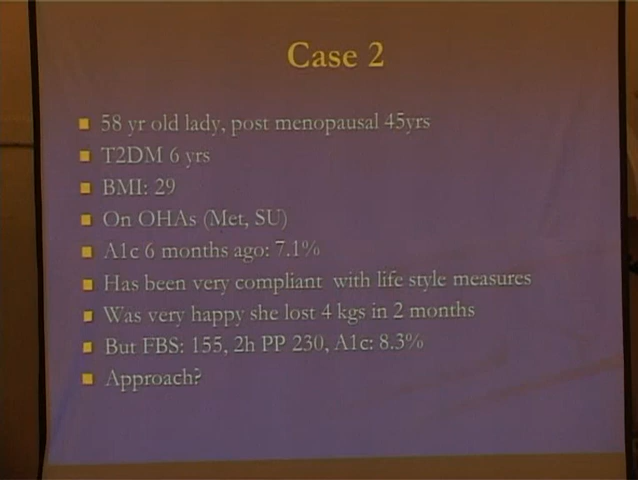 Case 2
58 yr old lady, post menopausal 45yrs
T2DM 6 yrs
BMI: 29
On OHAs (Met, SU)
A1c 6 months ago: 7.1%
Has been very compliant with life style measures
Was very happy she lost 4 kgs in 2 months
But FBS: 155, 2h PP 230, A1c: 8.3%
Approach?